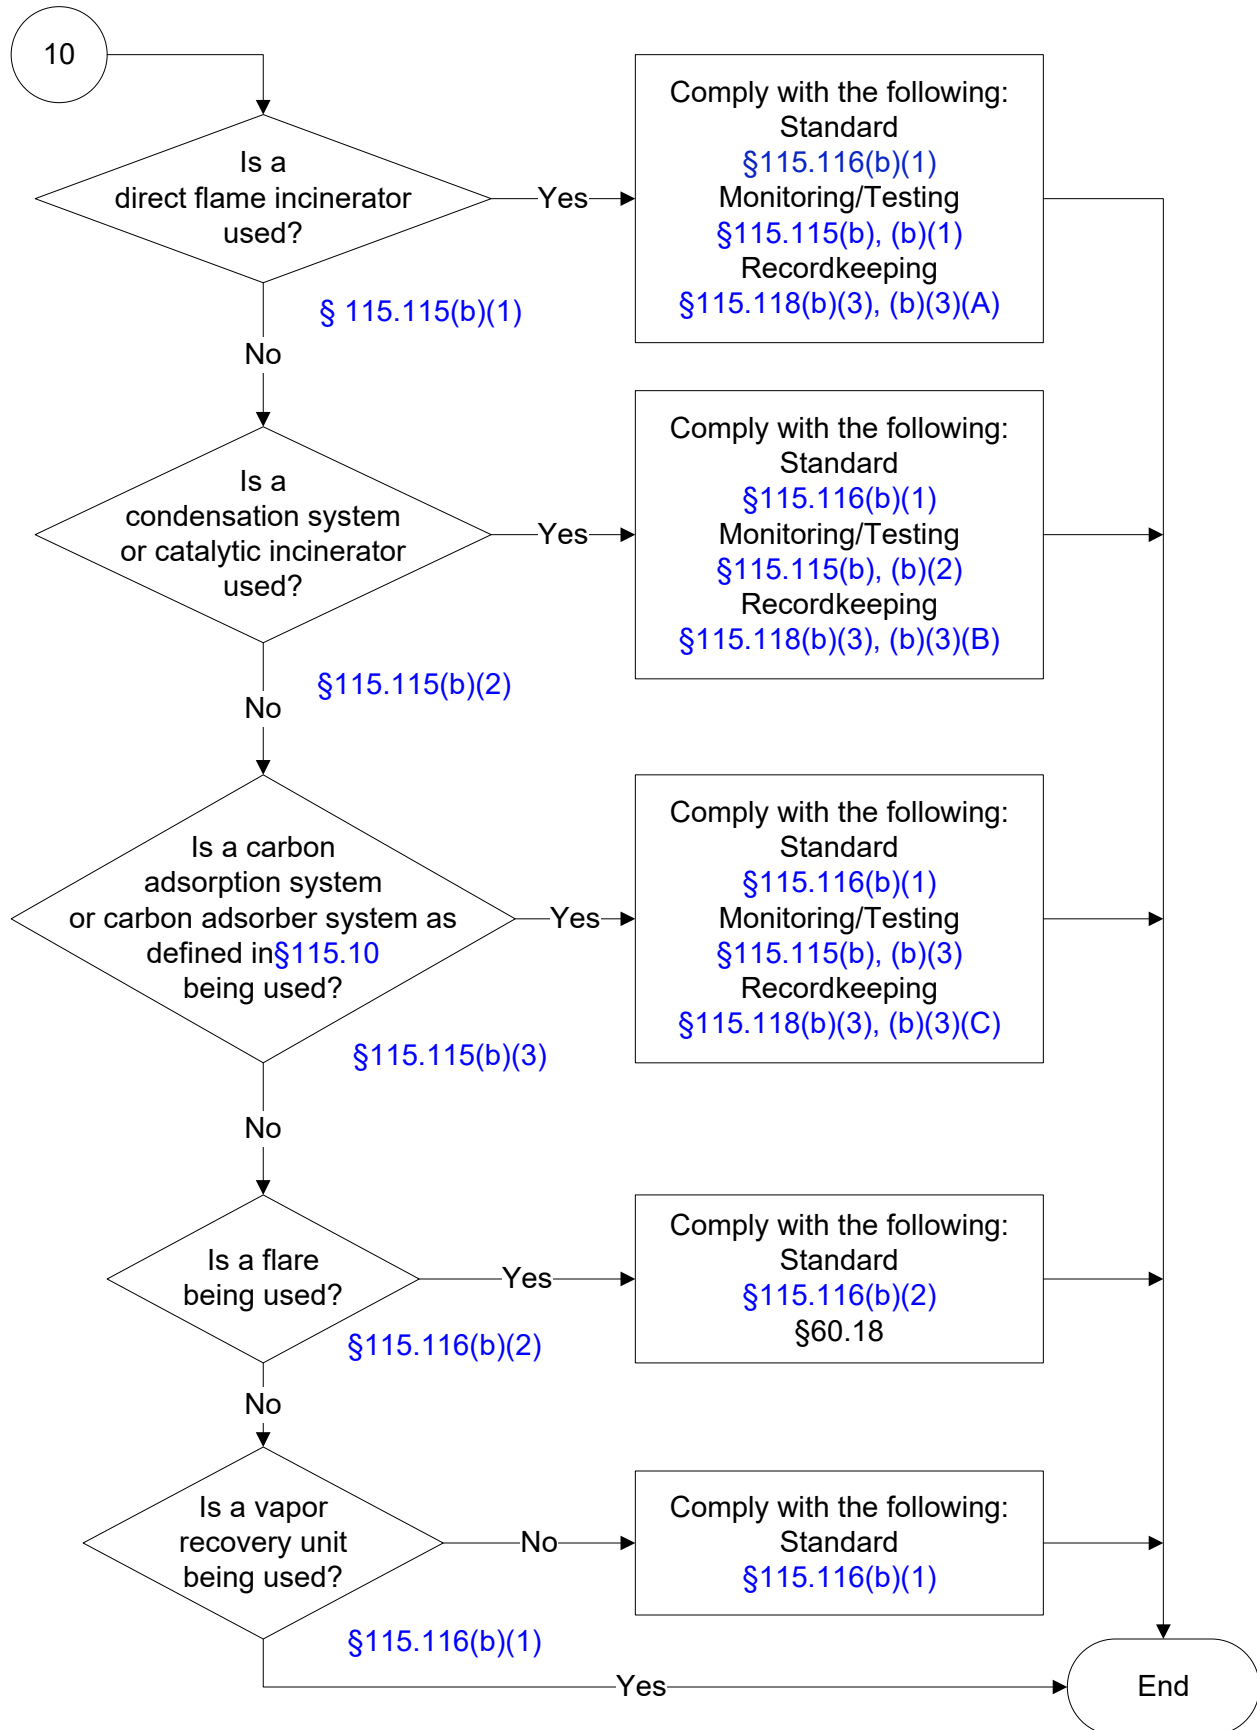 10
Is a
direct flame incinerator
used?
Yes
Comply with the following:
Standard
§115.116(b)(1)
Monitoring/Testing
§115.115(b), (b)(1)
Recordkeeping
§115.118(b)(3), (b)(3)(A)
§ 115.115(b)(1)
No
Is a
condensation system
or catalytic incinerator
used?
Yes
Comply with the following:
Standard
§115.116(b)(1)
Monitoring/Testing
§115.115(b), (b)(2)
Recordkeeping
§115.118(b)(3), (b)(3)(B)
§115.115(b)(2)
No
Is a carbon
adsorption system
or carbon adsorber system as
defined in§115.10
being used?
Yes
Comply with the following:
Standard
§115.116(b)(1)
Monitoring/Testing
§115.115(b), (b)(3)
Recordkeeping
§115.118(b)(3), (b)(3)(C)
§115.115(b)(3)
No
Is a flare
being used?
Yes
Comply with the following:
Standard
§115.116(b)(2)
§60.18
§115.116(b)(2)
No
Is a vapor
recovery unit
being used?
No
Comply with the following:
Standard
§115.116(b)(1)
§115.116(b)(1)
Yes
End